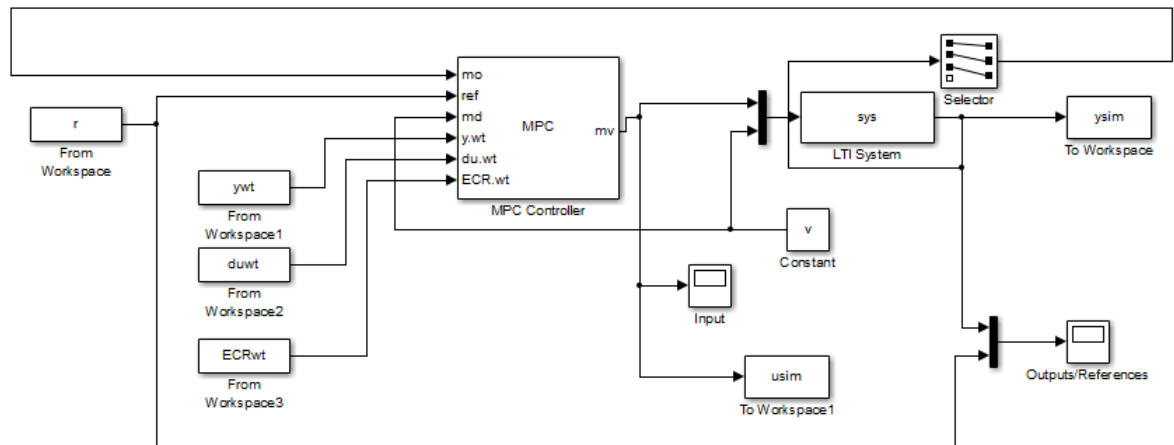 mo
ref
md
y.wt
du.wt
ECR.wt
MPC
mv
MPC Controller
r
From
Workspace
ywt
From
Workspace1
duwt
From
Workspace2
ECRwt
From
Workspace3
Selector
sys
LTI System
ysim
To Workspace
v
Constant
Input
usim
To Workspace1
Outputs/References